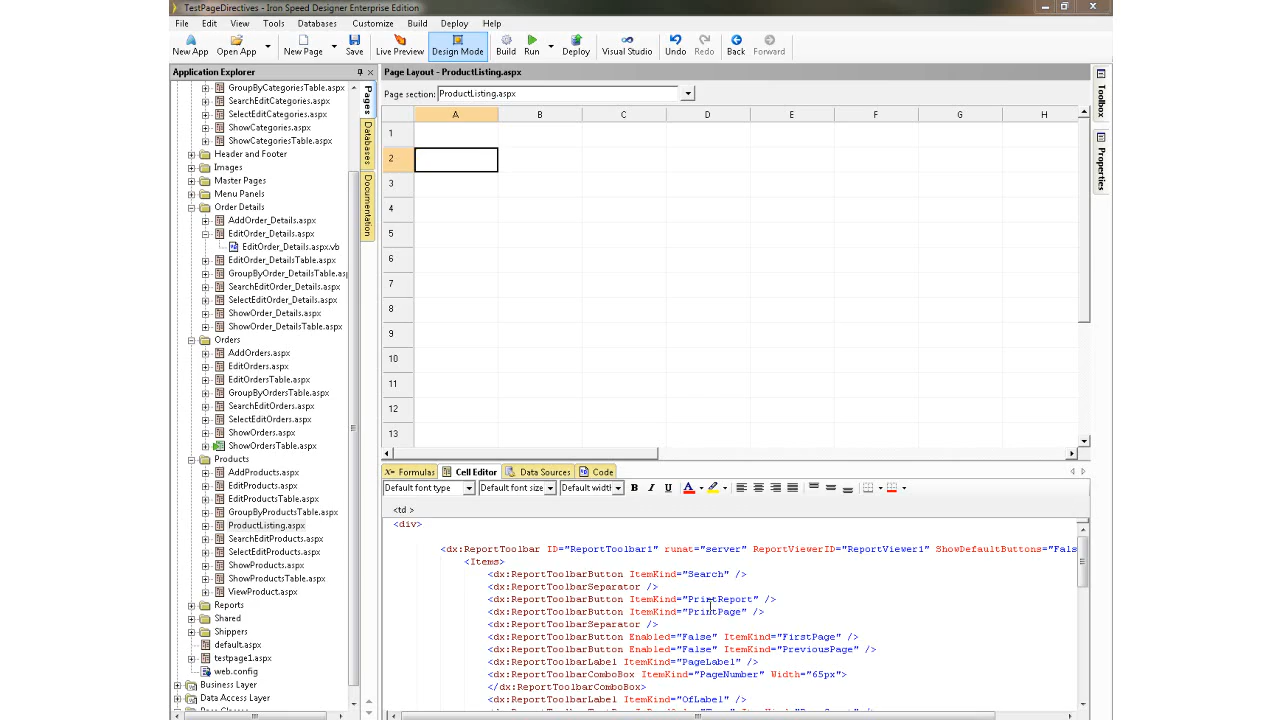 TestPageDirectives - Iron Speed Designer Enterprise Edition
File Edit View Tools Databases Customize Build Deploy Help
New App Open App New Page Save Live Preview Design Mode Build Run Deploy Visual Studio Undo Redo Back Forward
Application Explorer
GroupByCategoriesTable.aspx
SearchEditCategories.aspx
SelectEditCategories.aspx
ShowCategories.aspx
ShowCategoriesTable.aspx
Header and Footer
Images
Master Pages
Menu Panels
Order Details
AddOrder_Details.aspx
EditOrder_Details.aspx
EditOrder_Details.aspx.vb
EditOrder_DetailsTable.aspx
GroupByOrder_DetailsTable.asp
SearchEditOrder_Details.aspx
SelectEditOrder_Details.aspx
ShowOrder_Details.aspx
ShowOrder_DetailsTable.aspx
Orders
AddOrders.aspx
EditOrders.aspx
EditOrdersTable.aspx
GroupByOrdersTable.aspx
SearchEditOrders.aspx
SelectEditOrders.aspx
ShowOrders.aspx
ShowOrdersTable.aspx
Products
AddProducts.aspx
EditProducts.aspx
EditProductsTable.aspx
GroupByProductsTable.aspx
ProductListing.aspx
SearchEditProducts.aspx
SelectEditProducts.aspx
ShowProducts.aspx
ShowProductsTable.aspx
ViewProduct.aspx
Reports
Shared
Shippers
default.aspx
testpage1.aspx
web.config
Business Layer
Data Access Layer
Pages
Databases
Documentation
Page Layout - ProductListing.aspx
Page section: ProductListing.aspx
A B C D E F G H
1
2
3
4
5
6
7
8
9
10
11
12
13
Toolbox
Properties
Formulas Cell Editor Data Sources Code
Default font type Default font size Default width B I U A
<td >
<div>
<dx:ReportToolbar ID="ReportToolbar1" runat="server" ReportViewerID="ReportViewer1" ShowDefaultButtons="Fals
<Items>
<dx:ReportToolbarButton ItemKind="Search" />
<dx:ReportToolbarSeparator />
<dx:ReportToolbarButton ItemKind="PrintReport" />
<dx:ReportToolbarButton ItemKind="PrintPage" />
<dx:ReportToolbarSeparator />
<dx:ReportToolbarButton Enabled="False" ItemKind="FirstPage" />
<dx:ReportToolbarButton Enabled="False" ItemKind="PreviousPage" />
<dx:ReportToolbarLabel ItemKind="PageLabel" />
<dx:ReportToolbarComboBox ItemKind="PageNumber" Width="65px">
</dx:ReportToolbarComboBox>
<dx:ReportToolbarLabel ItemKind="OfLabel" />